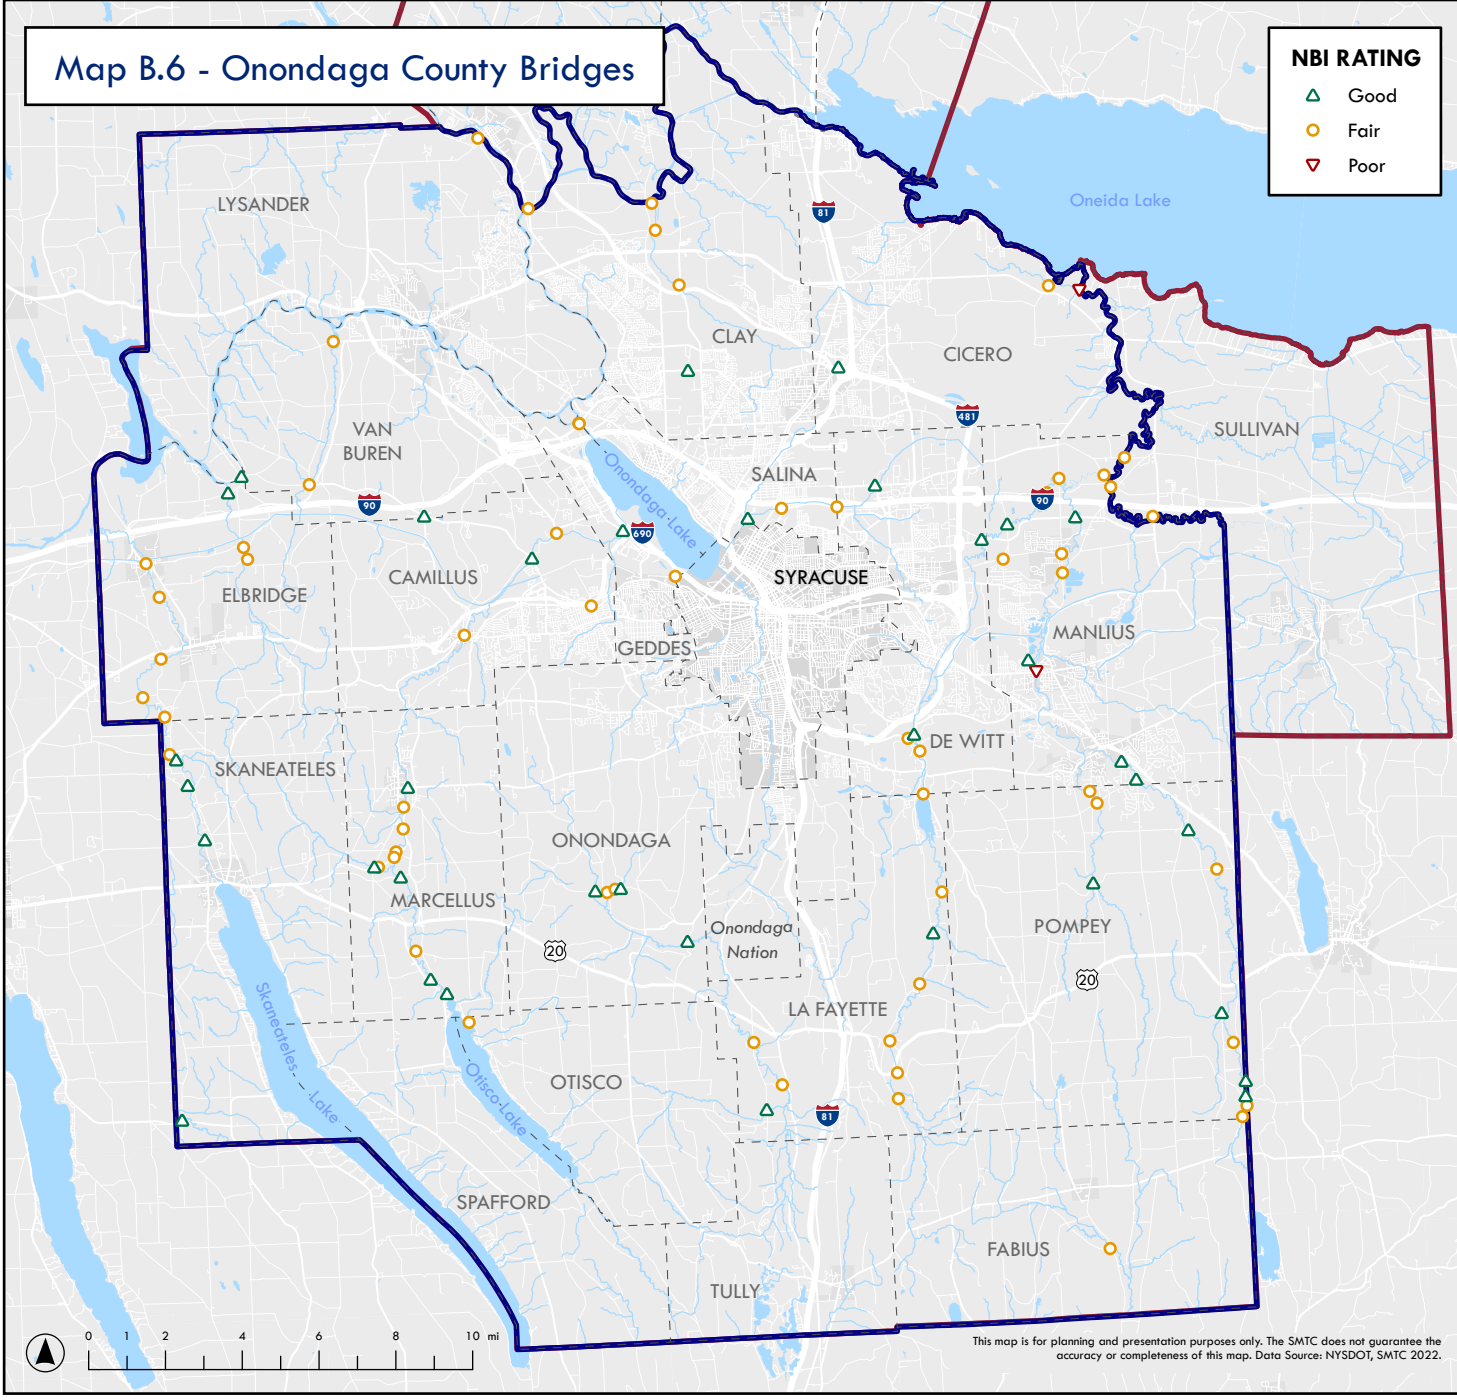 Map B.6 - Onondaga County Bridges
NBI RATING
Good
Fair
Poor
LYSANDER
81
Oneida Lake
CLAY
CICERO
481
VAN
BUREN
SULLIVAN
Onondaga Lake
SALINA
90
90
690
CAMILLUS
SYRACUSE
ELBRIDGE
MANLIUS
GEDDES
DE WITT
SKANEATELES
ONONDAGA
MARCELLUS
Onondaga
Nation
POMPEY
20
20
LA FAYETTE
Skaneateles Lake
Otisco Lake
OTISCO
81
SPAFFORD
FABIUS
TULLY
0 1 2 4 6 8 10 mi
This map is for planning and presentation purposes only. The SMTC does not guarantee the
accuracy or completeness of this map. Data Source: NYSDOT, SMTC 2022.